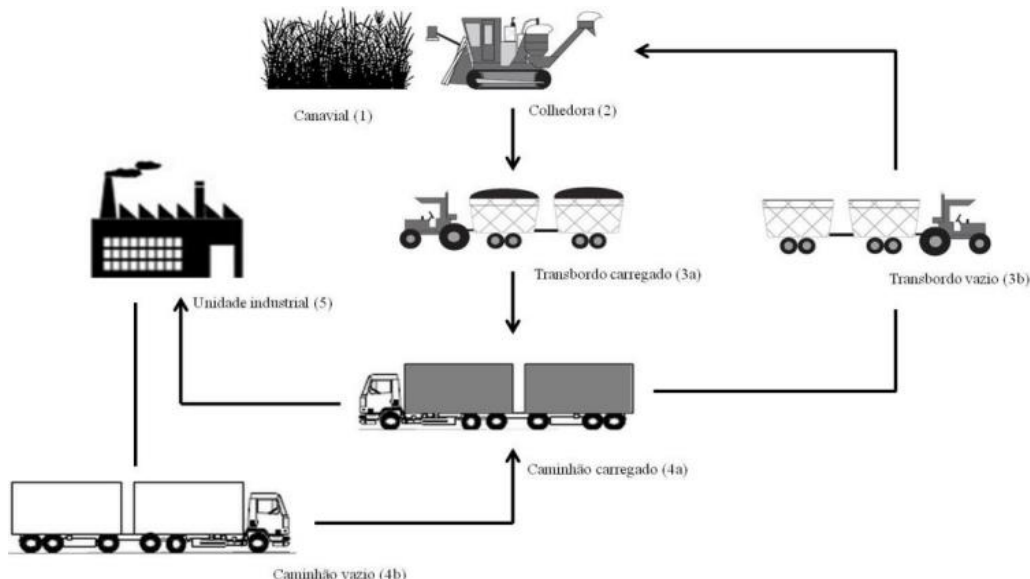 Canavial (1)
Colhedora (2)
Transbordo carregado (3a)
Transbordo vazio (3b)
Unidade industrial (5)
Caminhão carregado (4a)
Caminhão vazio (4b)